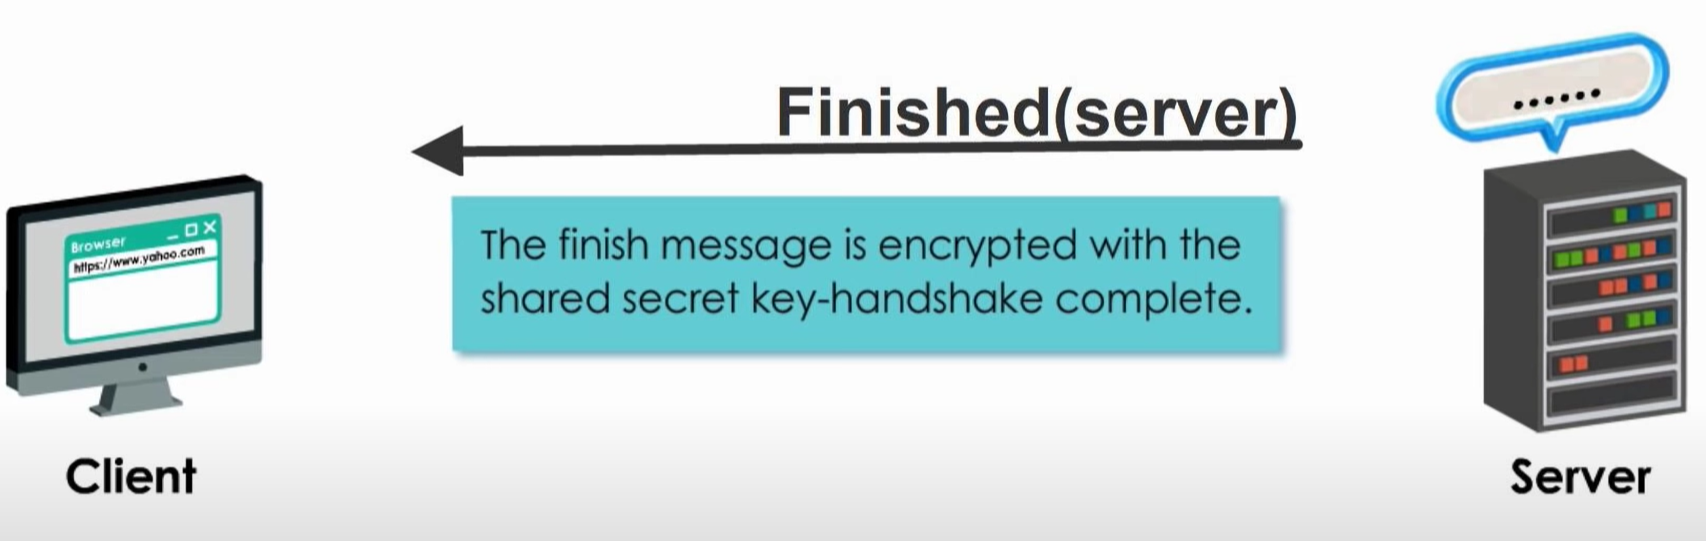 Finished(server)
Browser
https://www.yahoo.com
The finish message is encrypted with the
shared secret key-handshake complete.
Client
Server